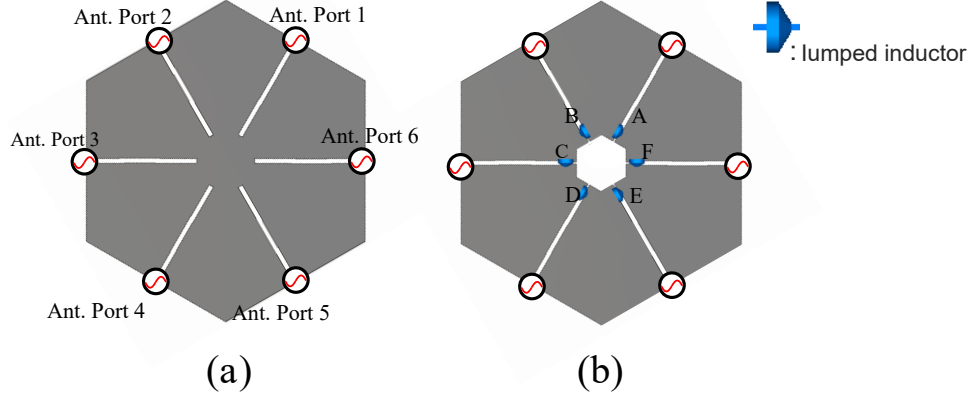 Ant. Port 2
Ant. Port 1
Ant. Port 3
Ant. Port 6
Ant. Port 4
Ant. Port 5
(a)
B
A
C
F
D
E
(b)
: lumped inductor